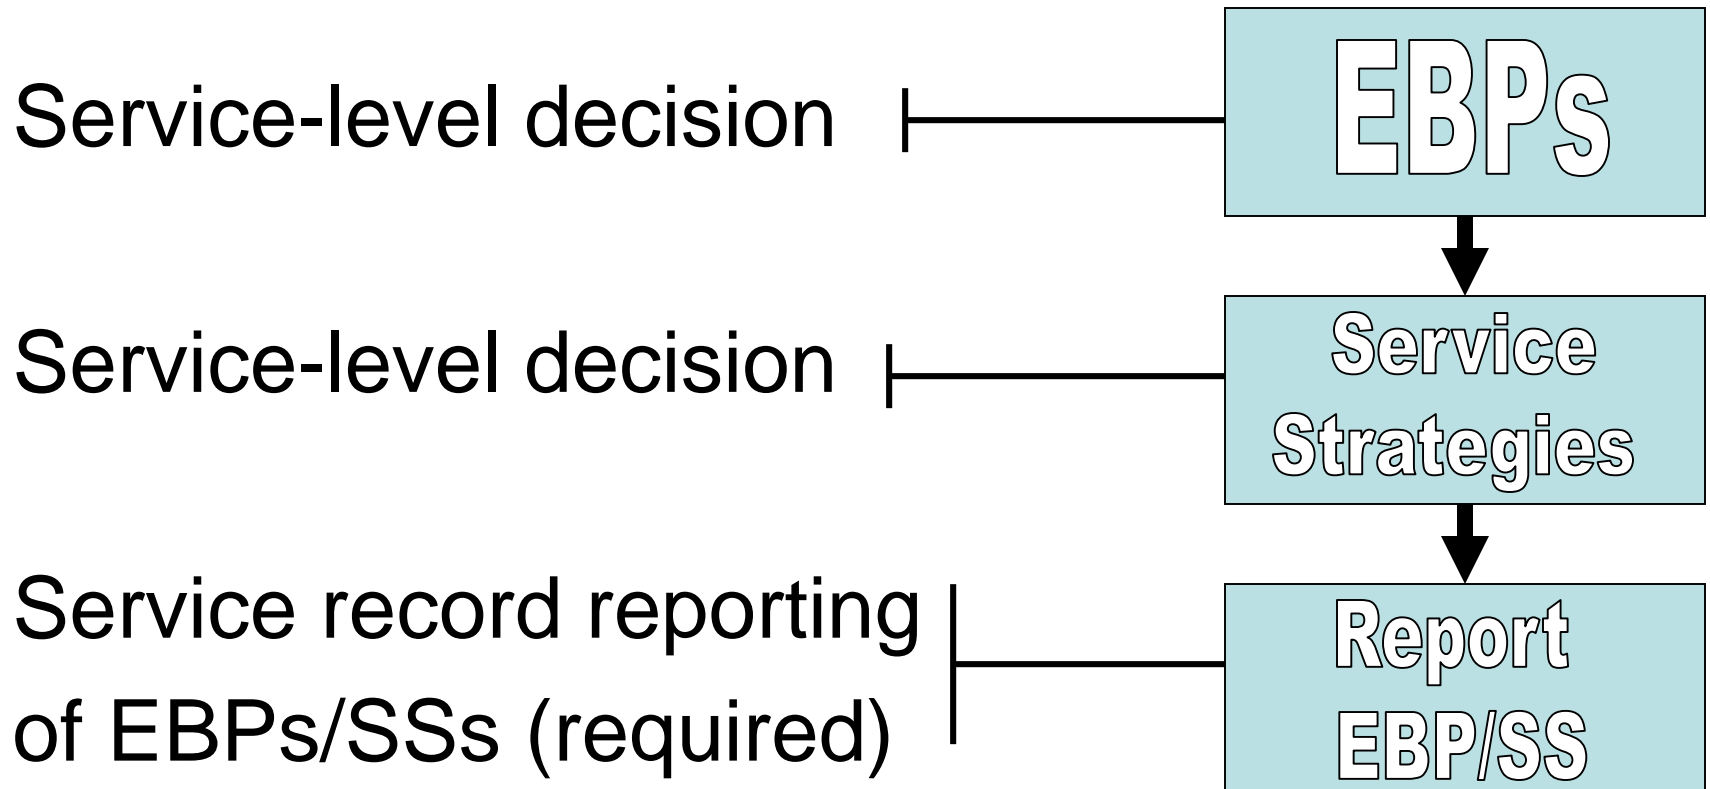 Service-level decision
EBPs
Service-level decision
Service
Strategies
Service record reporting
of EBPs/SSs (required)
Report
EBP/SS